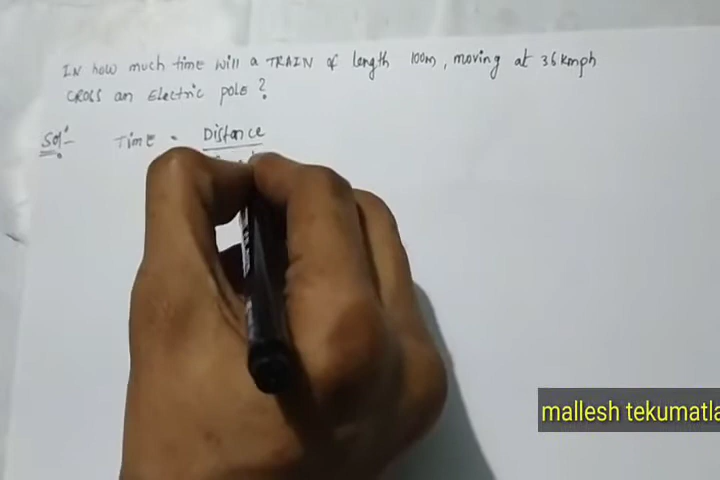 IN how much time will a TRAIN of length 100m, moving at 36kmph
CROSS an Electric pole?
Sol:- Time = Distance
mallesh tekumatla